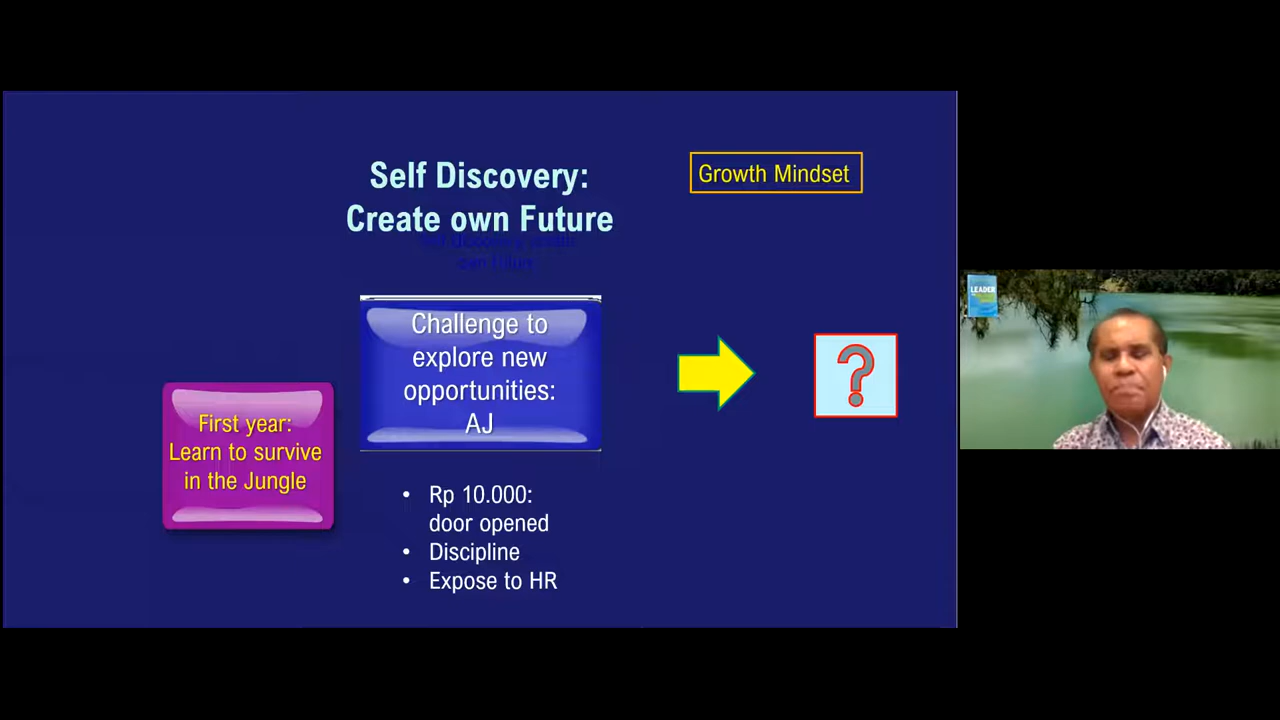 Self Discovery:
Create own Future
Growth Mindset
Challenge to
explore new
opportunities:
AJ
First year:
Learn to survive
in the Jungle
• Rp 10.000:
door opened
• Discipline
• Expose to HR
LEADER